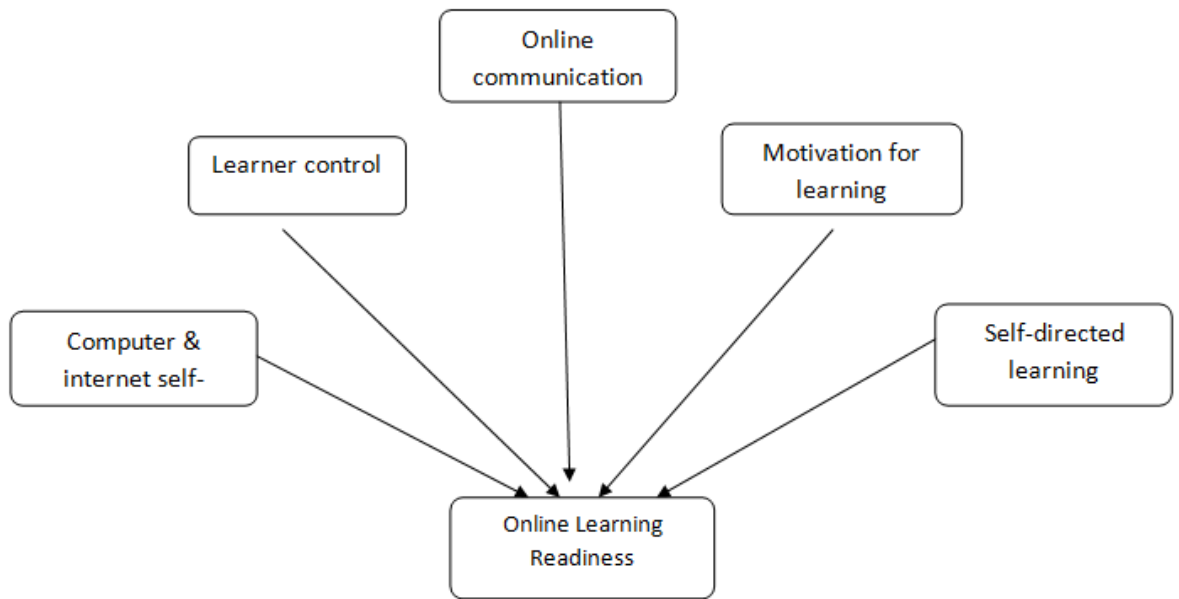 Online
communication
Learner control
Motivation for
learning
Computer &
internet self-
Self-directed
learning
Online Learning
Readiness